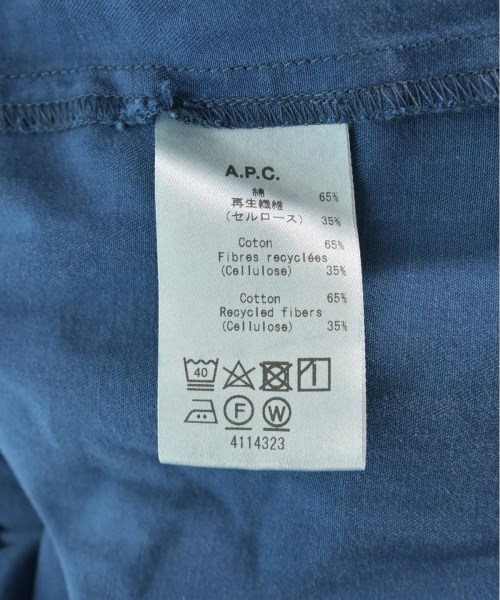 A.P.C.
綿 65%
再生繊維
(セルロース) 35%
Coton 65%
Fibres recyclées
(Cellulose) 35%
Cotton 65%
Recycled fibers
(Cellulose) 35%
40
F W
4114323